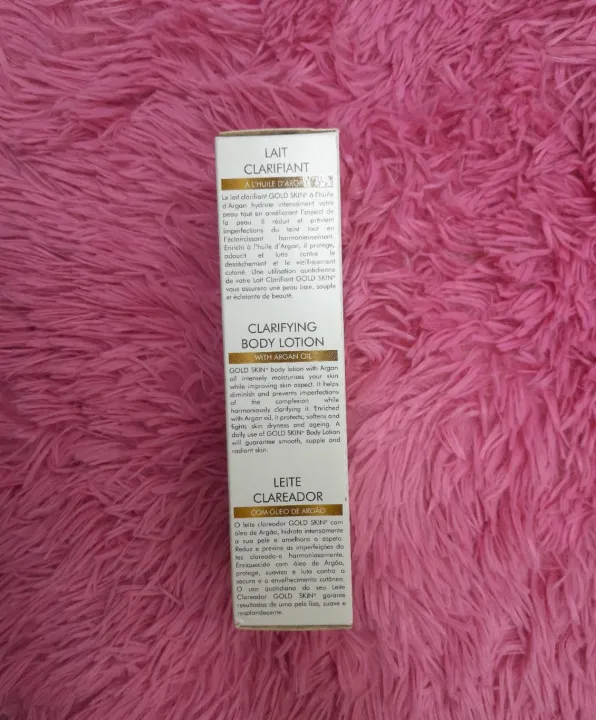 LAIT
CLARIFIANT
À L'HUILE D'ARGAN
Le lait clarifiant GOLD SKIN® à l'huile
d'Argan hydrate intensément votre
peau tout en améliorant l'aspect de
la peau. Il réduit et prévient
imperfections du teint tout en
l'éclaircissant harmonieusement.
Enrichi à l'huile d'Argan, il protège,
adoucit et lutte contre le
dessèchement et le vieillissement
cutané. Une utilisation quotidienne
de votre Lait Clarifiant GOLD SKIN®
vous assurera une peau lisse, souple
et éclatante de beauté.
CLARIFYING
BODY LOTION
WITH ARGAN OIL
GOLD SKIN® body lotion with Argan
oil intensely moisturises your skin
while improving skin aspect. It helps
diminish and prevents imperfections
of the complexion while
harmoniously clarifying it. Enriched
with Argan oil, it protects, softens and
fights skin dryness and ageing. A
daily use of GOLD SKIN® Body Lotion
will guarantee smooth, supple and
radiant skin.
LEITE
CLAREADOR
COM ÓLEO DE ARGÃO
O leite clareador GOLD SKIN® com
óleo de Argão, hidrata intensamente
a sua pele e amelhora o aspeto.
Reduz e previne as imperfeições da
tez clareado-a harmoniosamente.
Enriquecido com óleo de Argão,
protege, suaviza e luta contra a
secura e o envelhecimento cutâneo.
O uso quotidiano do seu Leite
Clareador GOLD SKIN® garante
resultados de uma pele lisa, suave e
resplandecente.